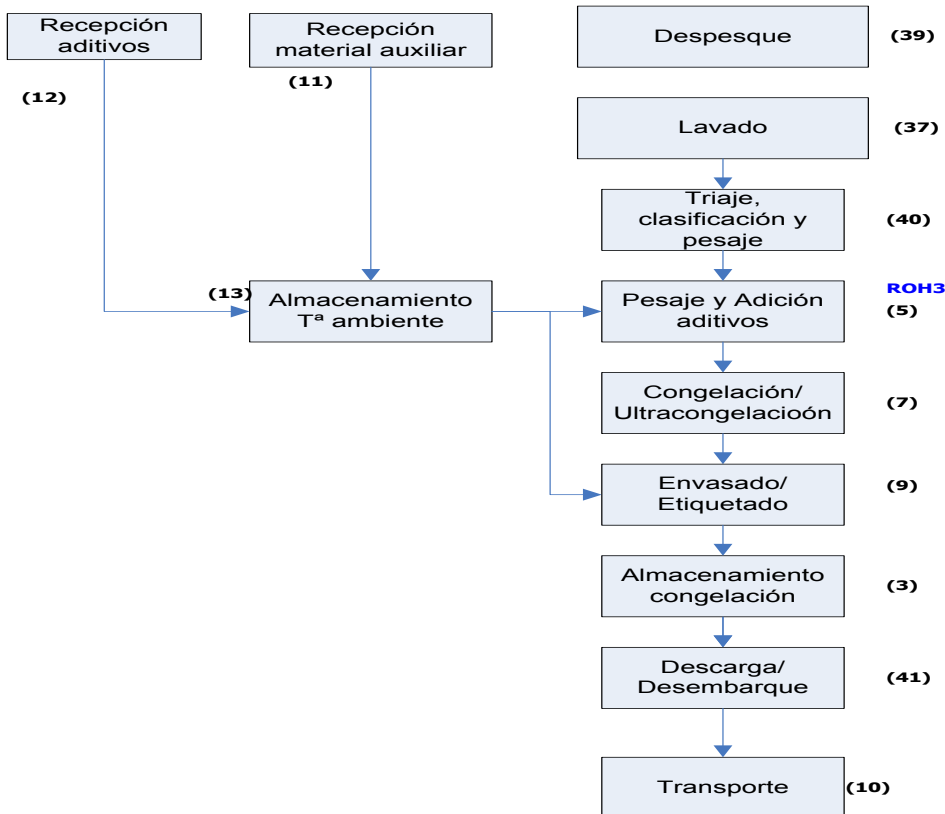 Recepción
aditivos
(12)
Recepción
material auxiliar
(11)
Despesque
(39)
Lavado
(37)
Triaje,
clasificación y
pesaje
(40)
(13)
Almacenamiento
Tª ambiente
Pesaje y Adición
aditivos
ROH3
(5)
Congelación/
Ultracongelacioón
(7)
Envasado/
Etiquetado
(9)
Almacenamiento
congelación
(3)
Descarga/
Desembarque
(41)
Transporte
(10)